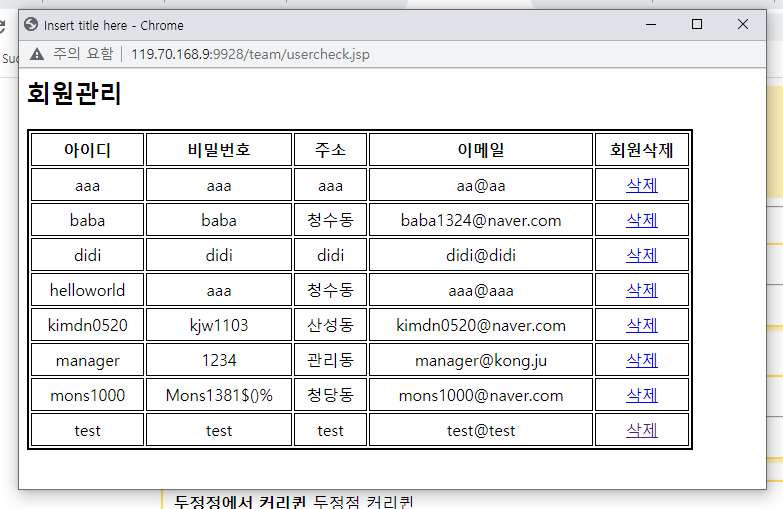 Insert title here - Chrome
주의 요함 | 119.70.168.9:9928/team/usercheck.jsp
Suc
회원관리
아이디 비밀번호 주소 이메일 회원삭제
aaa aaa aaa aa@aa 삭제
baba baba 청수동 baba1324@naver.com 삭제
didi didi didi didi@didi 삭제
helloworld aaa 청수동 aaa@aaa 삭제
kimdn0520 kjw1103 산성동 kimdn0520@naver.com 삭제
manager 1234 관리동 manager@kong.ju 삭제
mons1000 Mons1381$()% 청당동 mons1000@naver.com 삭제
test test test test@test 삭제
두정점에서 커리퀸 두정점 커리퀸